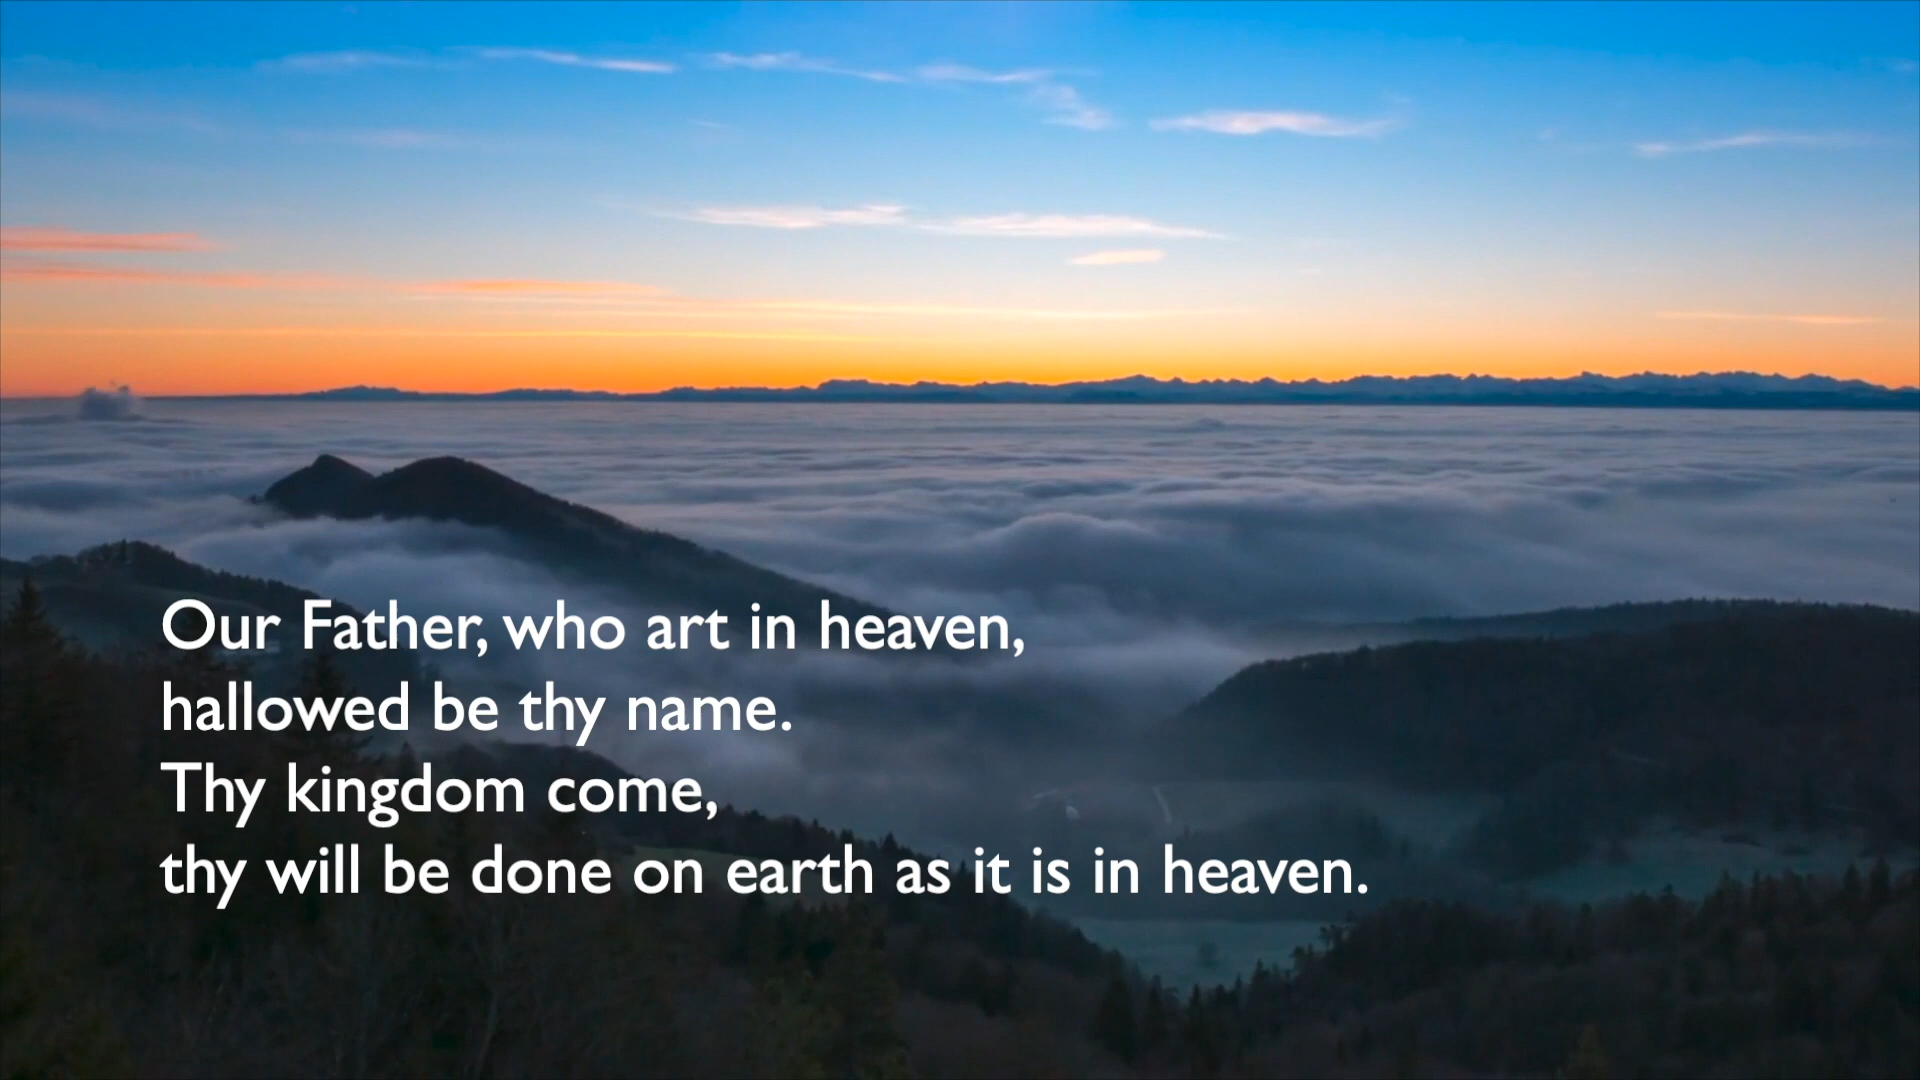 Our Father, who art in heaven,
hallowed be thy name.
Thy kingdom come,
thy will be done on earth as it is in heaven.